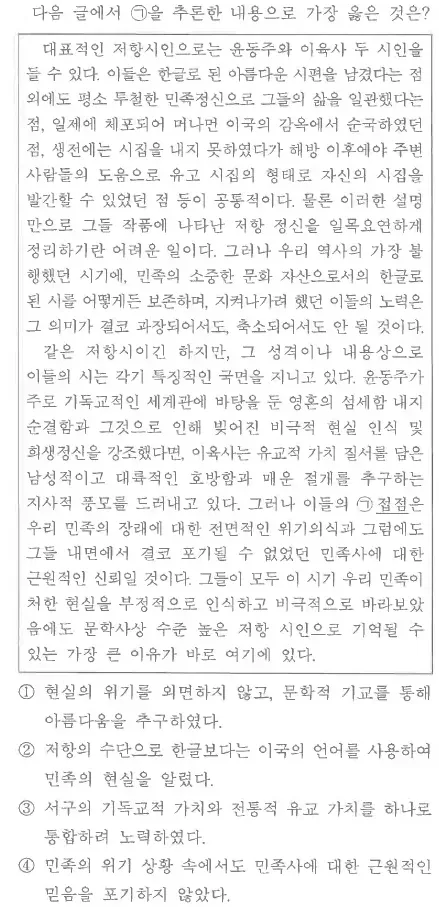 다음 글에서 ㉠을 추론한 내용으로 가장 옳은 것은?
대표적인 저항시인으로는 윤동주와 이육사 두 시인을
들 수 있다. 이들은 한글로 된 아름다운 시편을 남겼다는 점
외에도 평소 투철한 민족정신으로 그들의 삶을 일관했다는
점, 일제에 체포되어 머나먼 이국의 감옥에서 순국하였던
점, 생전에는 시집을 내지 못하였다가 해방 이후에야 주변
사람들의 도움으로 유고 시집의 형태로 자신의 시집을
발간할 수 있었던 점 등이 공통적이다. 물론 이러한 설명
만으로 그들 작품에 나타난 저항 정신을 일목요연하게
정리하기란 어려운 일이다. 그러나 우리 역사의 가장 불
행했던 시기에, 민족의 소중한 문화 자산으로서의 한글로
된 시를 어떻게든 보존하며, 지켜나가려 했던 이들의 노력은
그 의미가 결코 과장되어서도, 축소되어서도 안 될 것이다.
같은 저항시이긴 하지만, 그 성격이나 내용상으로
이들의 시는 각기 특징적인 국면을 지니고 있다. 윤동주가
주로 기독교적인 세계관에 바탕을 둔 영혼의 섬세함 내지
순결함과 그것으로 인해 빚어진 비극적 현실 인식 및
희생정신을 강조했다면, 이육사는 유교적 가치 질서를 담은
남성적이고 대륙적인 호방함과 매운 절개를 추구하는
지사적 풍모를 드러내고 있다. 그러나 이들의 ㉠접점은
우리 민족의 장래에 대한 전면적인 위기의식과 그럼에도
그들 내면에서 결코 포기될 수 없었던 민족사에 대한
근원적인 신뢰일 것이다. 그들이 모두 이 시기 우리 민족이
처한 현실을 부정적으로 인식하고 비극적으로 바라보았
음에도 문학사상 수준 높은 저항 시인으로 기억될 수
있는 가장 큰 이유가 바로 여기에 있다.
① 현실의 위기를 외면하지 않고, 문학적 기교를 통해
아름다움을 추구하였다.
② 저항의 수단으로 한글보다는 이국의 언어를 사용하여
민족의 현실을 알렸다.
③ 서구의 기독교적 가치와 전통적 유교 가치를 하나로
통합하려 노력하였다.
④ 민족의 위기 상황 속에서도 민족사에 대한 근원적인
믿음을 포기하지 않았다.